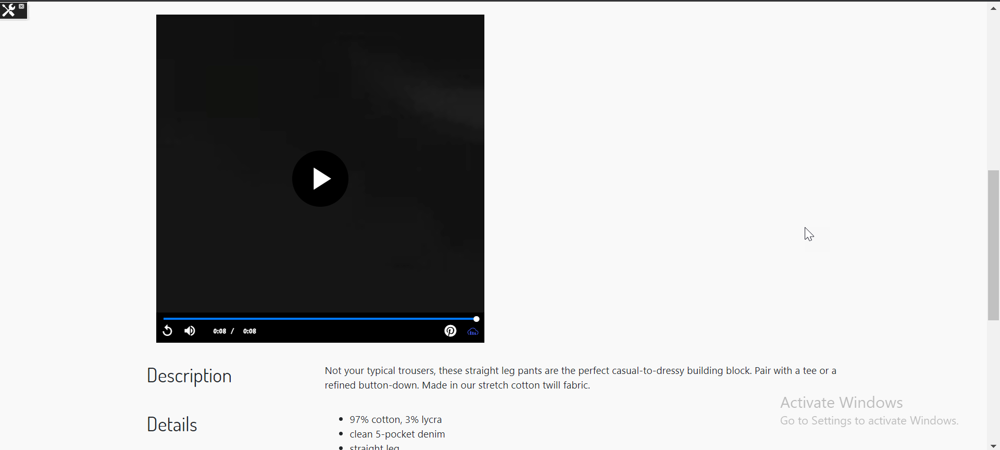 0:08 / 0:08
Description
Not your typical trousers, these straight leg pants are the perfect casual-to-dressy building block. Pair with a tee or a
refined button-down. Made in our stretch cotton twill fabric.
Activate Windows
Go to Settings to activate Windows.
Details
• 97% cotton, 3% lycra
• clean 5-pocket denim
• straight leg